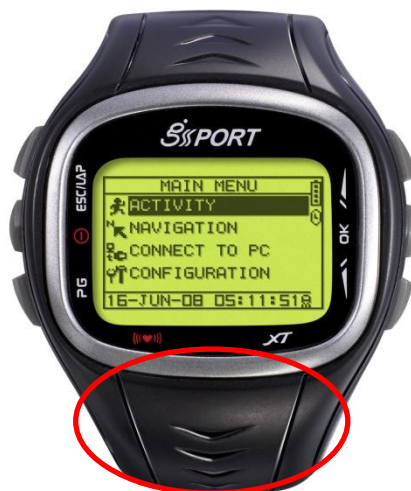 MAIN MENU
ACTIVITY
NAVIGATION
CONNECT TO PC
CONFIGURATION
16-JUN-08 05:11:51
ESC/LAP
PG
OK
XT